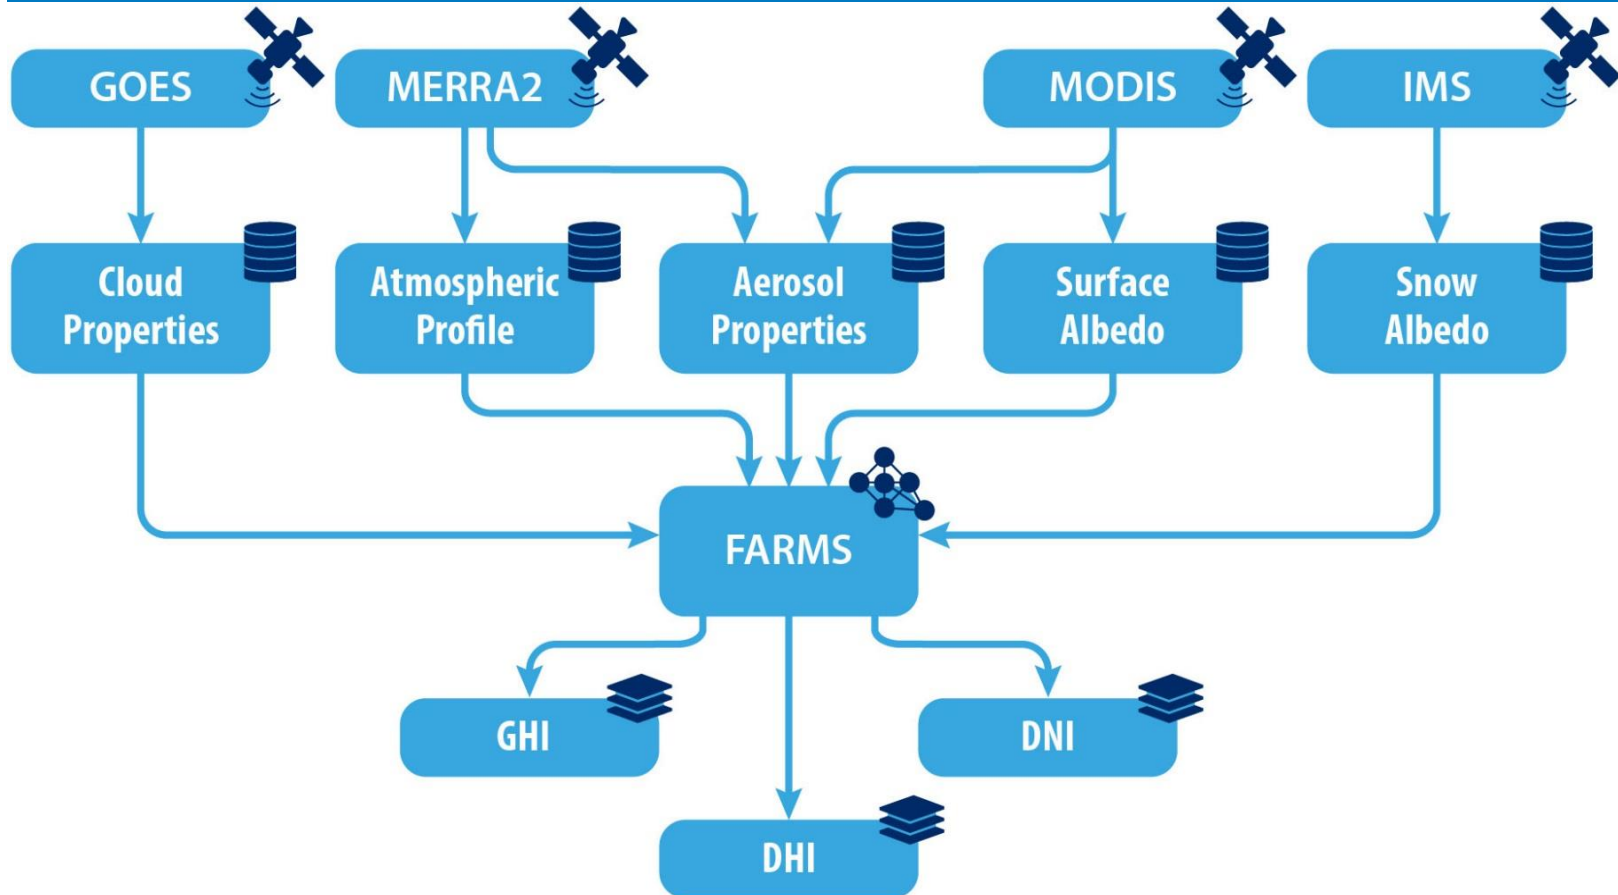 GOES
MERRA2
MODIS
IMS
Cloud
Properties
Atmospheric
Profile
Aerosol
Properties
Surface
Albedo
Snow
Albedo
FARMS
GHI
DNI
DHI